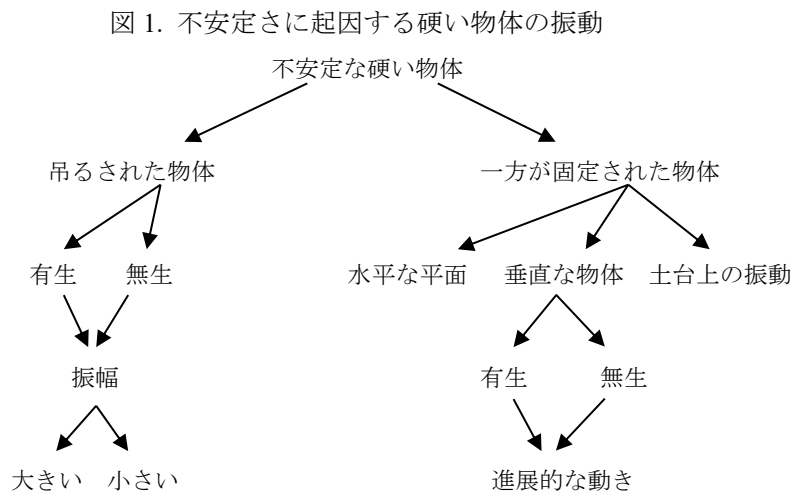 図 1. 不安定さに起因する硬い物体の振動
不安定な硬い物体
吊るされた物体 一方が固定された物体
有生 無生 水平な平面 垂直な物体 土台上の振動
振幅 有生 無生
大きい 小さい 進展的な動き